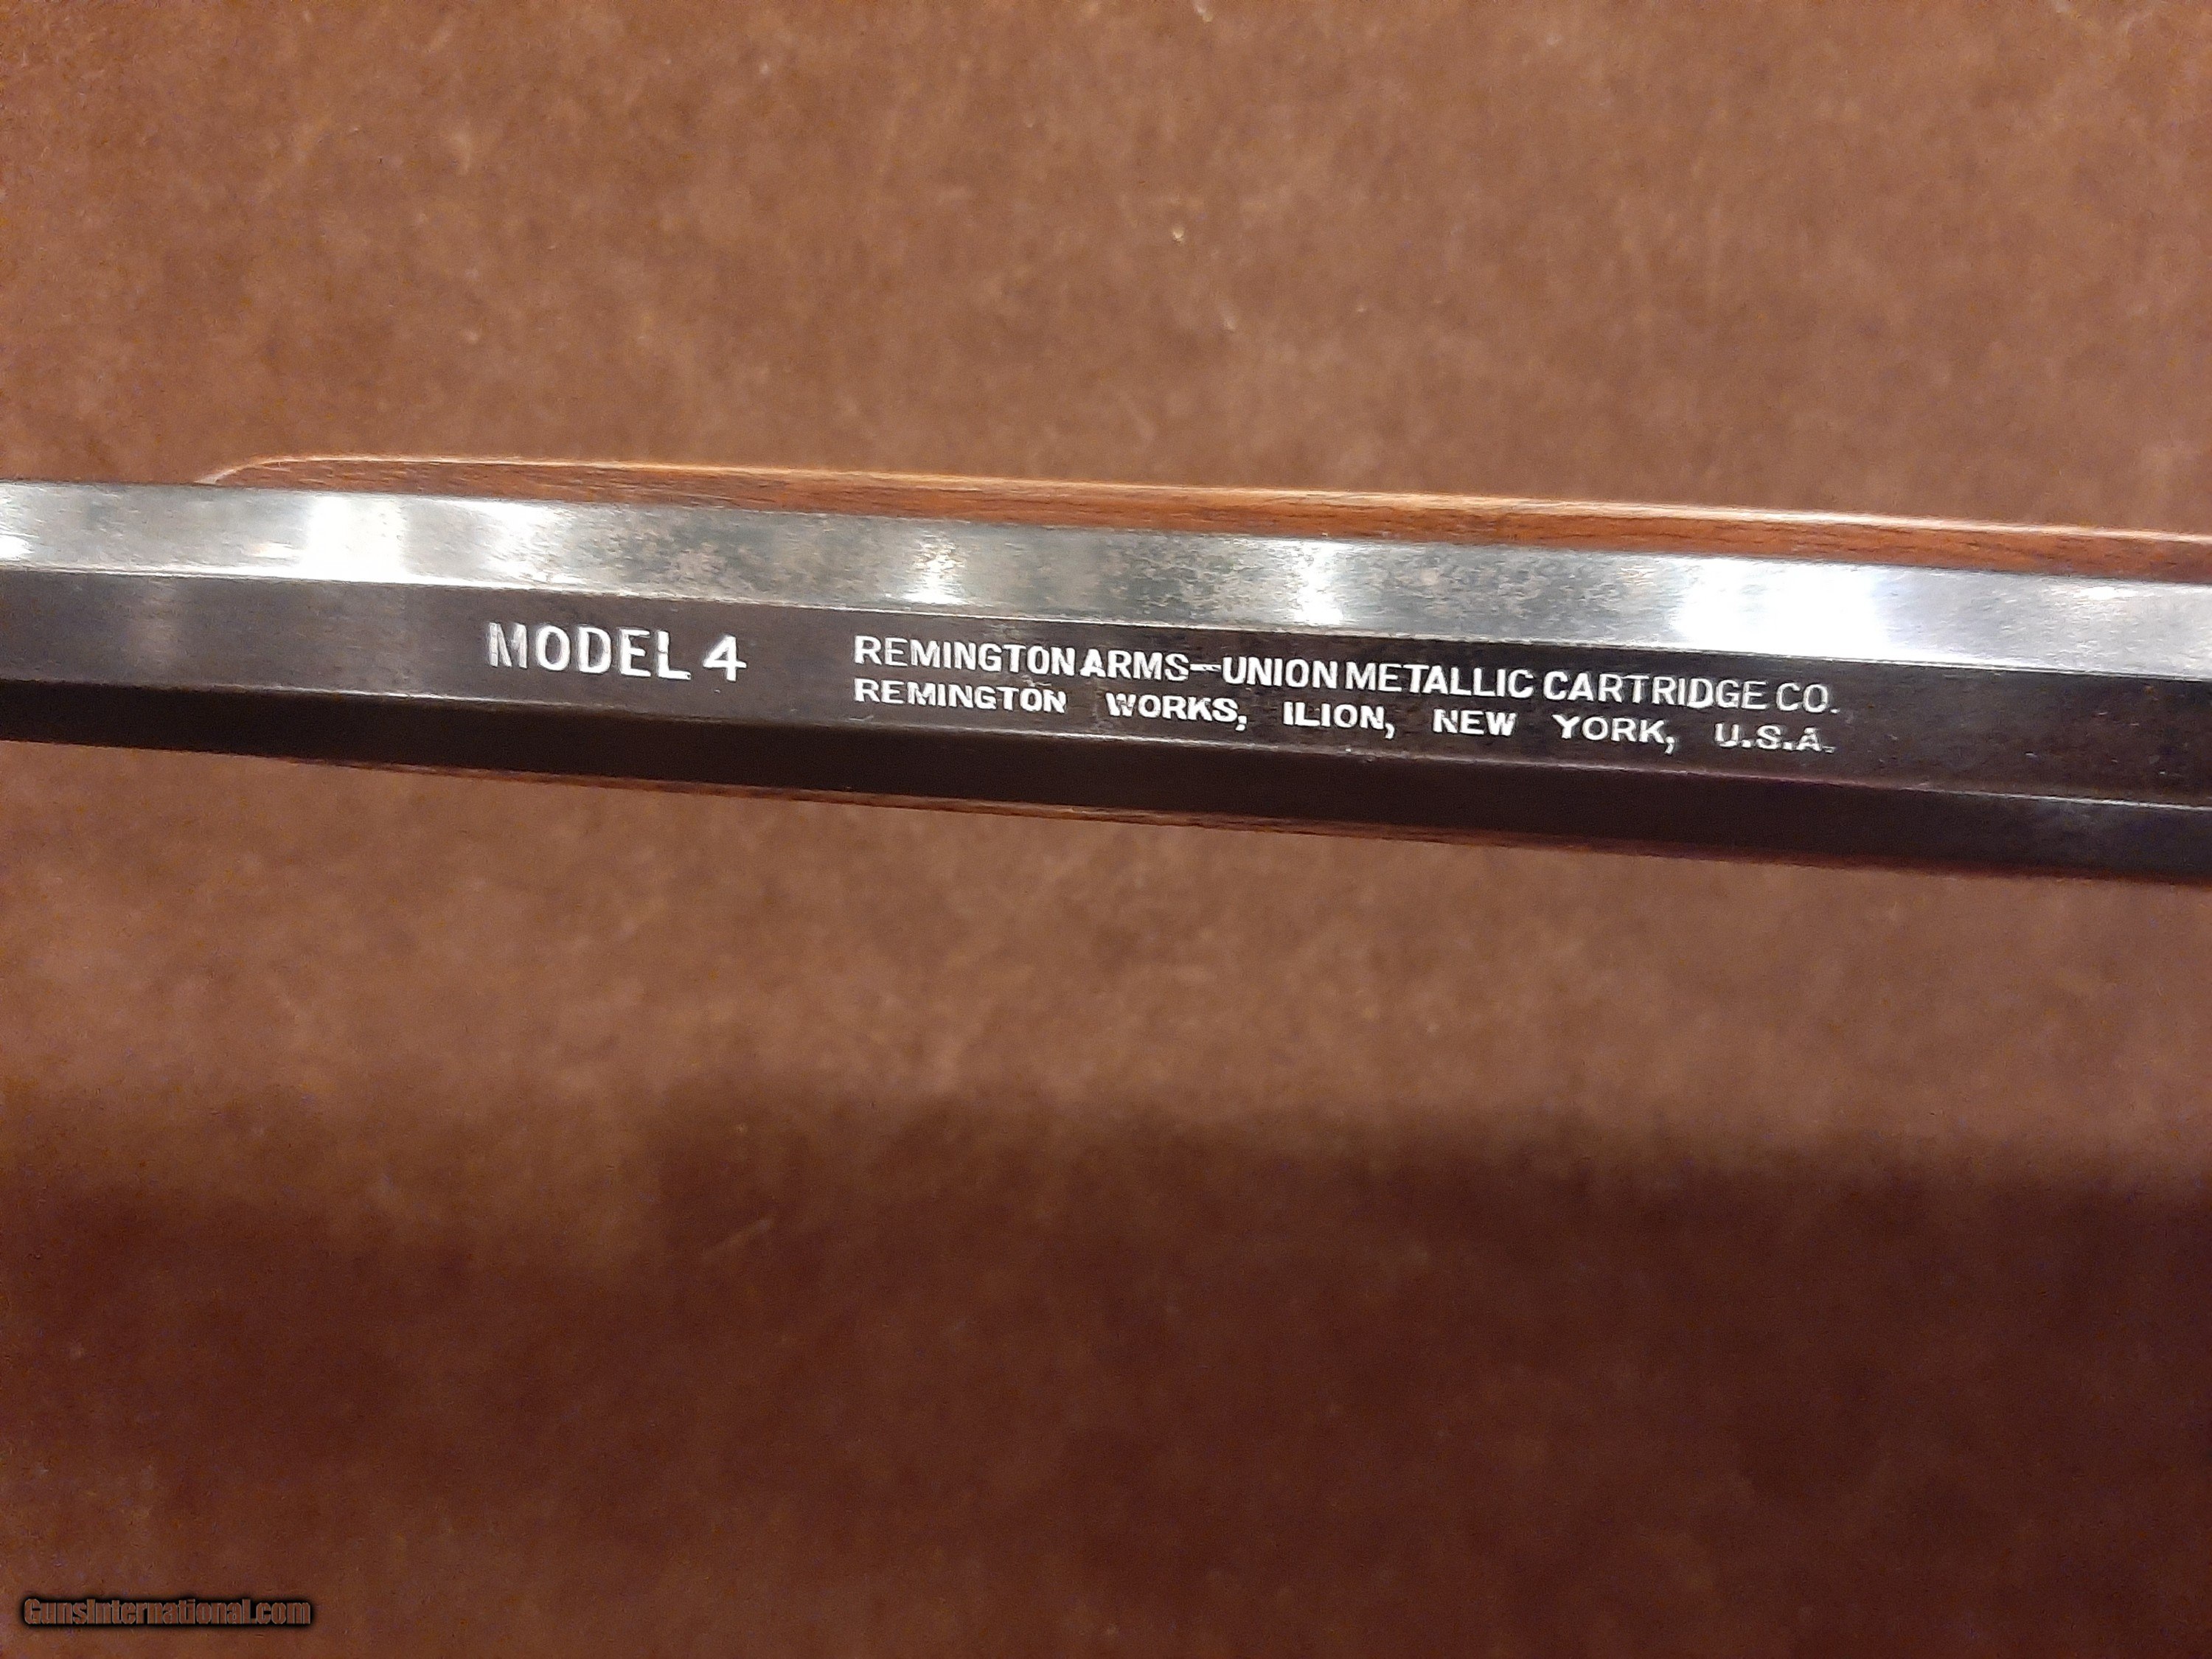 MODEL 4
REMINGTON ARMS—UNION METALLIC CARTRIDGE CO.
REMINGTON WORKS, ILION, NEW YORK, U.S.A.
GunsInternational.com